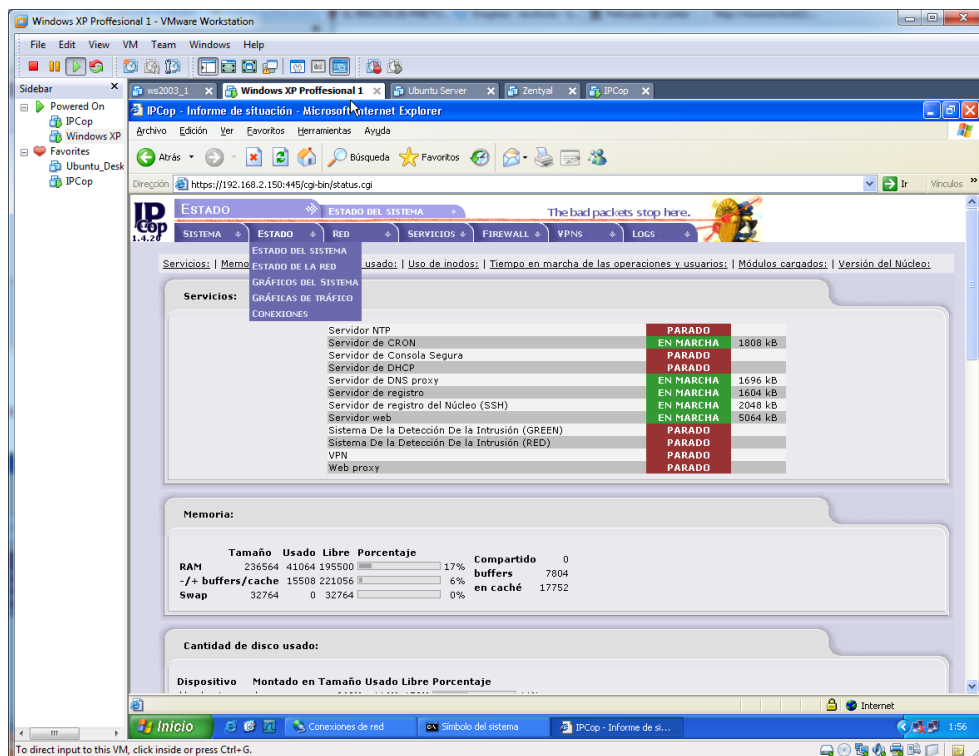 Windows XP Proffesional 1 - VMware Workstation
File Edit View VM Team Windows Help
Sidebar
ws2003_1 Windows XP Proffesional 1 Ubuntu Server Zentyal IPCop
Powered On
IPCop
Windows XP
Favorites
Ubuntu_Desk
IPCop
IPCop - Informe de situación - Microsoft Internet Explorer
Archivo Edición Ver Favoritos Herramientas Ayuda
Atrás Búsqueda Favoritos
Dirección https://192.168.2.150:445/cgi-bin/status.cgi Ir Vínculos
IP Cop
1.4.20
ESTADO ESTADO DEL SISTEMA The bad packets stop here.
SISTEMA ESTADO RED SERVICIOS FIREWALL VPNS LOGS
ESTADO DEL SISTEMA
ESTADO DE LA RED
GRÁFICOS DEL SISTEMA
GRÁFICAS DE TRÁFICO
CONEXIONES
Servicios: | Memo usado: | Uso de inodos: | Tiempo en marcha de las operaciones y usuarios: | Módulos cargados: | Versión del Núcleo:
Servicios:
Servidor NTP PARADO
Servidor de CRON EN MARCHA 1808 kB
Servidor de Consola Segura PARADO
Servidor de DHCP PARADO
Servidor de DNS proxy EN MARCHA 1696 kB
Servidor de registro EN MARCHA 1604 kB
Servidor de registro del Núcleo (SSH) EN MARCHA 2048 kB
Servidor web EN MARCHA 5064 kB
Sistema De la Detección De la Intrusión (GREEN) PARADO
Sistema De la Detección De la Intrusión (RED) PARADO
VPN PARADO
Web proxy PARADO
Memoria:
Tamaño Usado Libre Porcentaje
RAM 236564 41064 195500 17%
-/+ buffers/cache 15508 221056 6%
Swap 32764 0 32764 0%
Compartido 0
buffers 7804
en caché 17752
Cantidad de disco usado:
Dispositivo Montado en Tamaño Usado Libre Porcentaje
Internet
Inicio Conexiones de red Símbolo del sistema IPCop - Informe de si... 1:56
To direct input to this VM, click inside or press Ctrl+G.